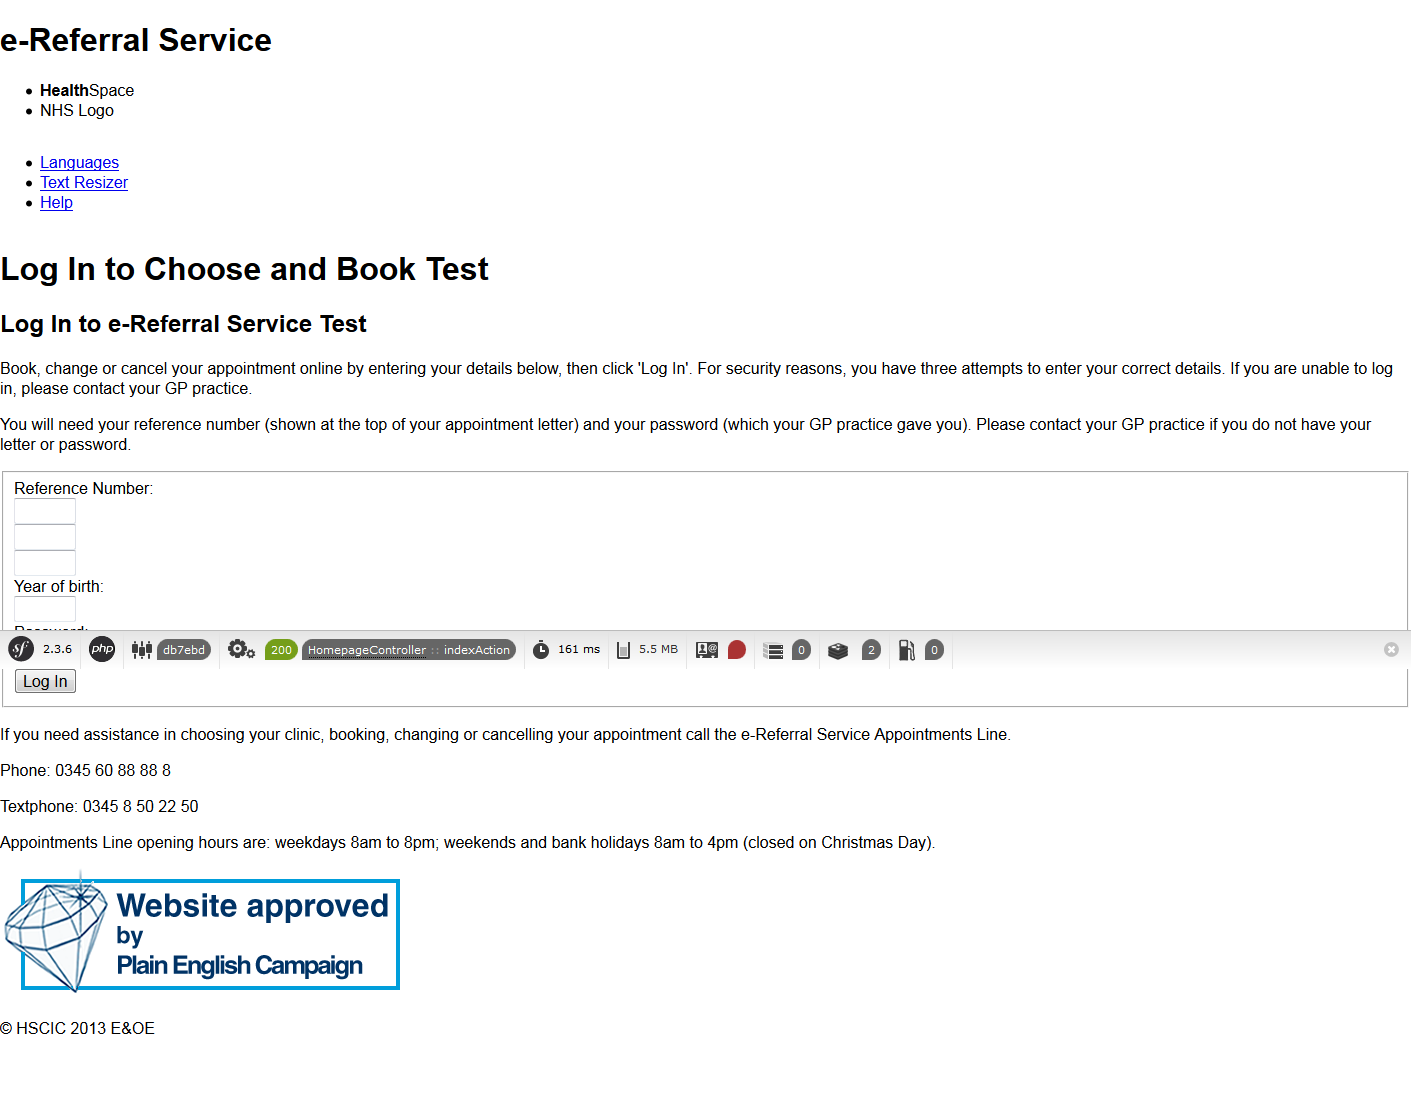 e-Referral Service
HealthSpace
NHS Logo
Languages
Text Resizer
Help
Log In to Choose and Book Test
Log In to e-Referral Service Test
Book, change or cancel your appointment online by entering your details below, then click 'Log In'. For security reasons, you have three attempts to enter your correct details. If you are unable to log
in, please contact your GP practice.
You will need your reference number (shown at the top of your appointment letter) and your password (which your GP practice gave you). Please contact your GP practice if you do not have your
letter or password.
Reference Number:
Year of birth:
sf 2.3.6 php db7ebd 200 HomepageController :: indexAction 161 ms 5.5 MB 0 2 0
Log In
If you need assistance in choosing your clinic, booking, changing or cancelling your appointment call the e-Referral Service Appointments Line.
Phone: 0345 60 88 88 8
Textphone: 0345 8 50 22 50
Appointments Line opening hours are: weekdays 8am to 8pm; weekends and bank holidays 8am to 4pm (closed on Christmas Day).
Website approved
by
Plain English Campaign
© HSCIC 2013 E&OE